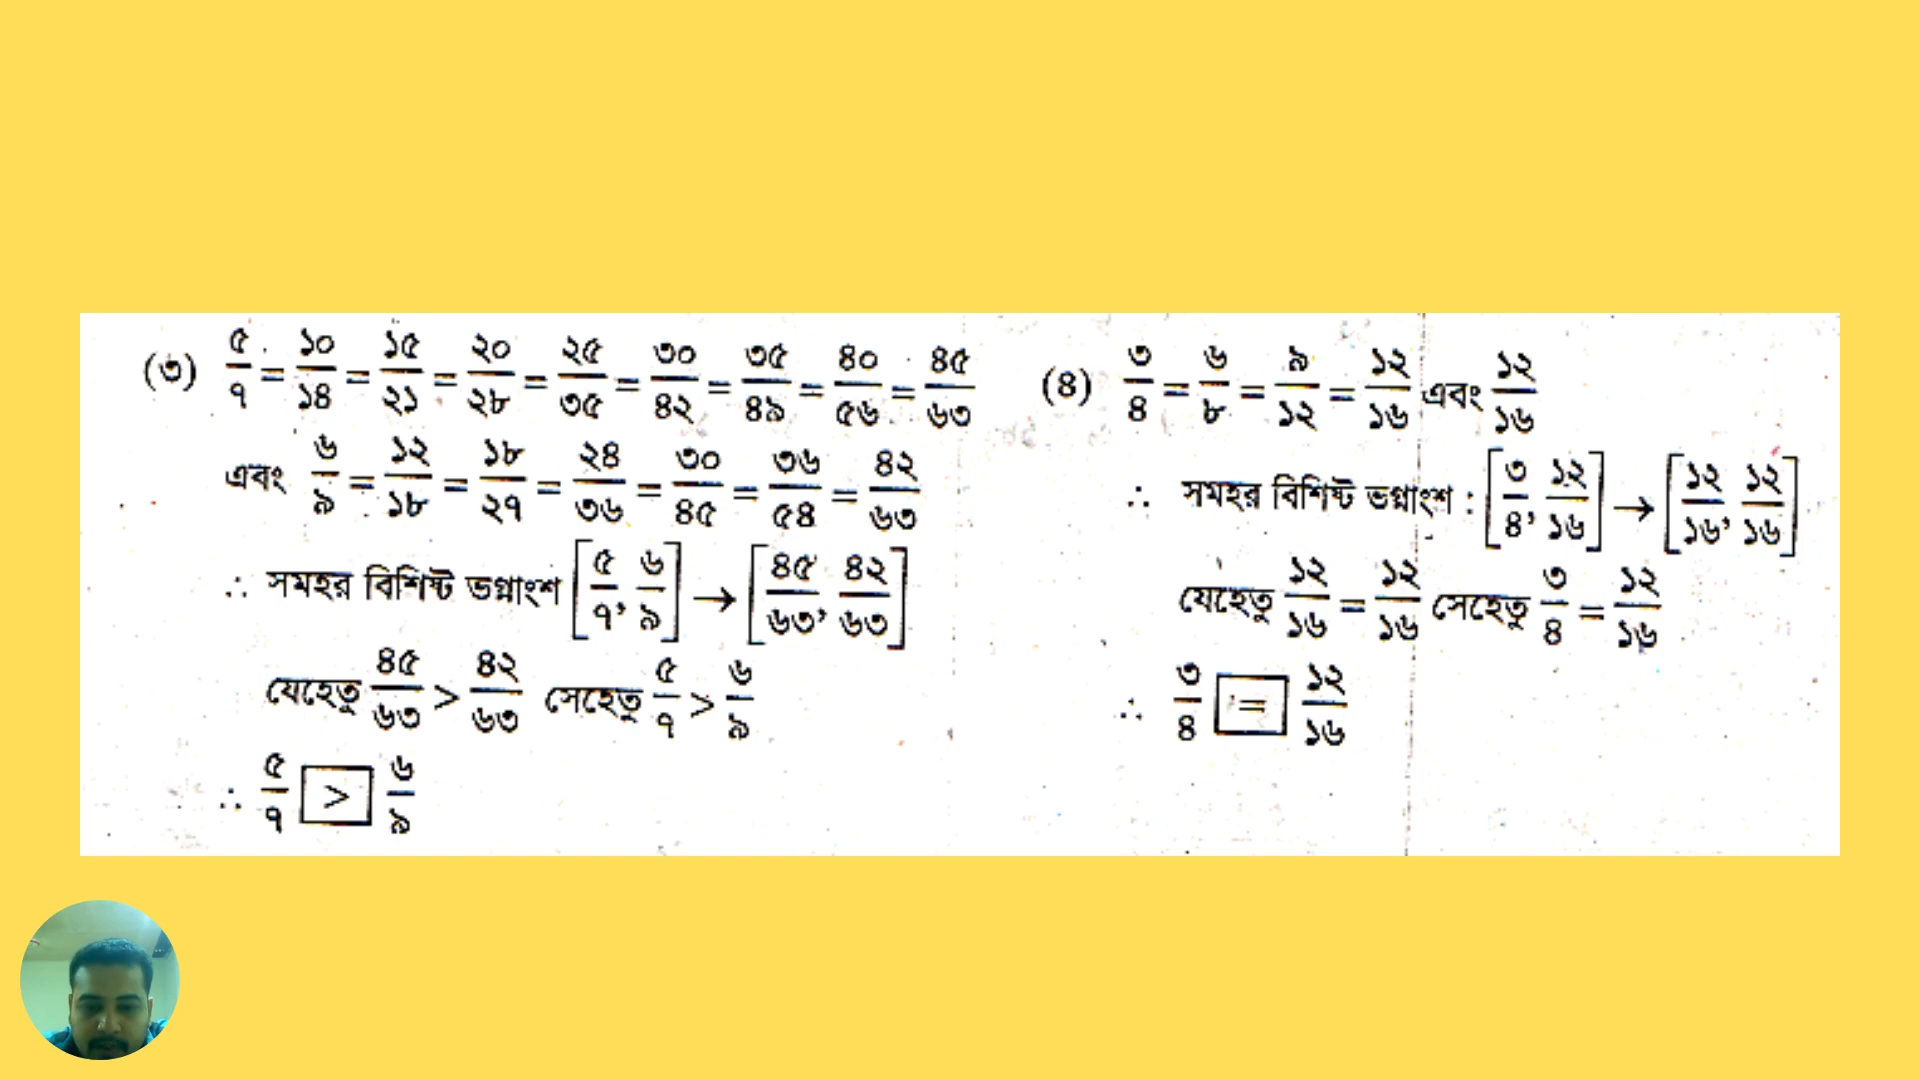 (৩) ৫/৭ = ১০/১৪ = ১৫/২১ = ২০/২৮ = ২৫/৩৫ = ৩০/৪২ = ৩৫/৪৯ = ৪০/৫৬ = ৪৫/৬৩
এবং ৬/৯ = ১২/১৮ = ১৮/২৭ = ২৪/৩৬ = ৩০/৪৫ = ৩৬/৫৪ = ৪২/৬৩
∴ সমহর বিশিষ্ট ভগ্নাংশ [৫/৭, ৬/৯] → [৪৫/৬৩, ৪২/৬৩]
যেহেতু ৪৫/৬৩ > ৪২/৬৩ সেহেতু ৫/৭ > ৬/৯
∴ ৫/৭ > ৬/৯
(৪) ৩/৪ = ৬/৮ = ৯/১২ = ১২/১৬ এবং ১২/১৬
∴ সমহর বিশিষ্ট ভগ্নাংশ : [৩/৪, ১২/১৬] → [১২/১৬, ১২/১৬]
যেহেতু ১২/১৬ = ১২/১৬ সেহেতু ৩/৪ = ১২/১৬
∴ ৩/৪ = ১২/১৬